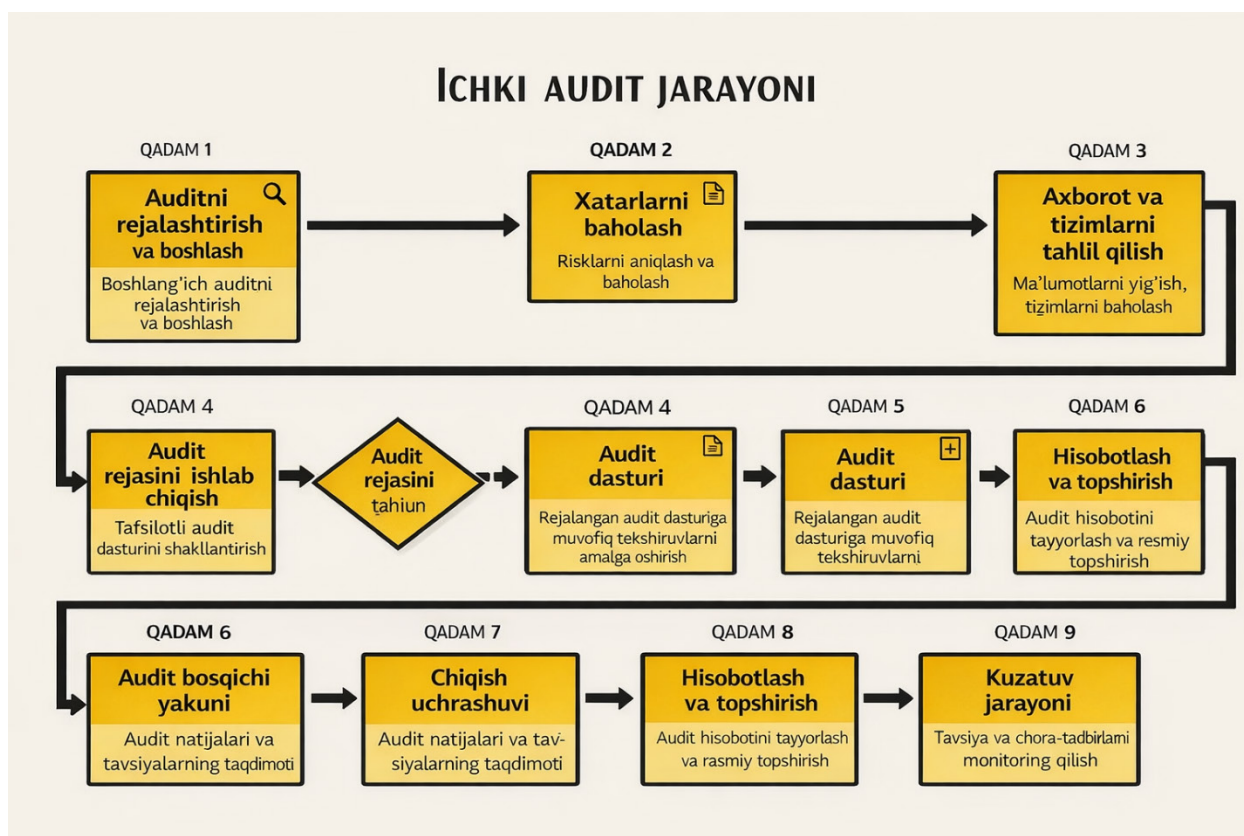 ICHKI AUDIT JARAYONI
QADAM 1
Auditni
rejalashtirish
va boshlash
Boshlang'ich auditni
rejalashtirish
va boshlash
QADAM 2
Xatarlarni
baholash
Risklarni aniqlash va
baholash
QADAM 3
Axborot va
tizimlarni
tahlil qilish
Ma'lumotlarni yig'ish,
tizimlarni baholash
QADAM 4
Audit
rejasini ishlab
chiqish
Tafsilotli audit
dasturini shakllantirish
Audit
rejasini
tahiun
QADAM 4
Audit
dasturi
Rejalangan audit dasturiga
muvofiq tekshiruvlarni
amalga oshirish
QADAM 5
Audit
dasturi
Rejalangan audit
dasturiga muvofiq
tekshiruvlarni
QADAM 6
Hisobotlash
va topshirish
Audit hisobotini
tayyorlash va resmiy
topshirish
QADAM 6
Audit bosqichi
yakuni
Audit natijalari va
tavsiyalarning taqdimoti
QADAM 7
Chiqish
uchrashuvi
Audit natijalari va tav-
siyalarning taqdimoti
QADAM 8
Hisobotlash
va topshirish
Audit hisobotini tayyorlash
va rasmiy topshirish
QADAM 9
Kuzatuv
jarayoni
Tavsiya va chora-tadbirlarni
monitoring qilish